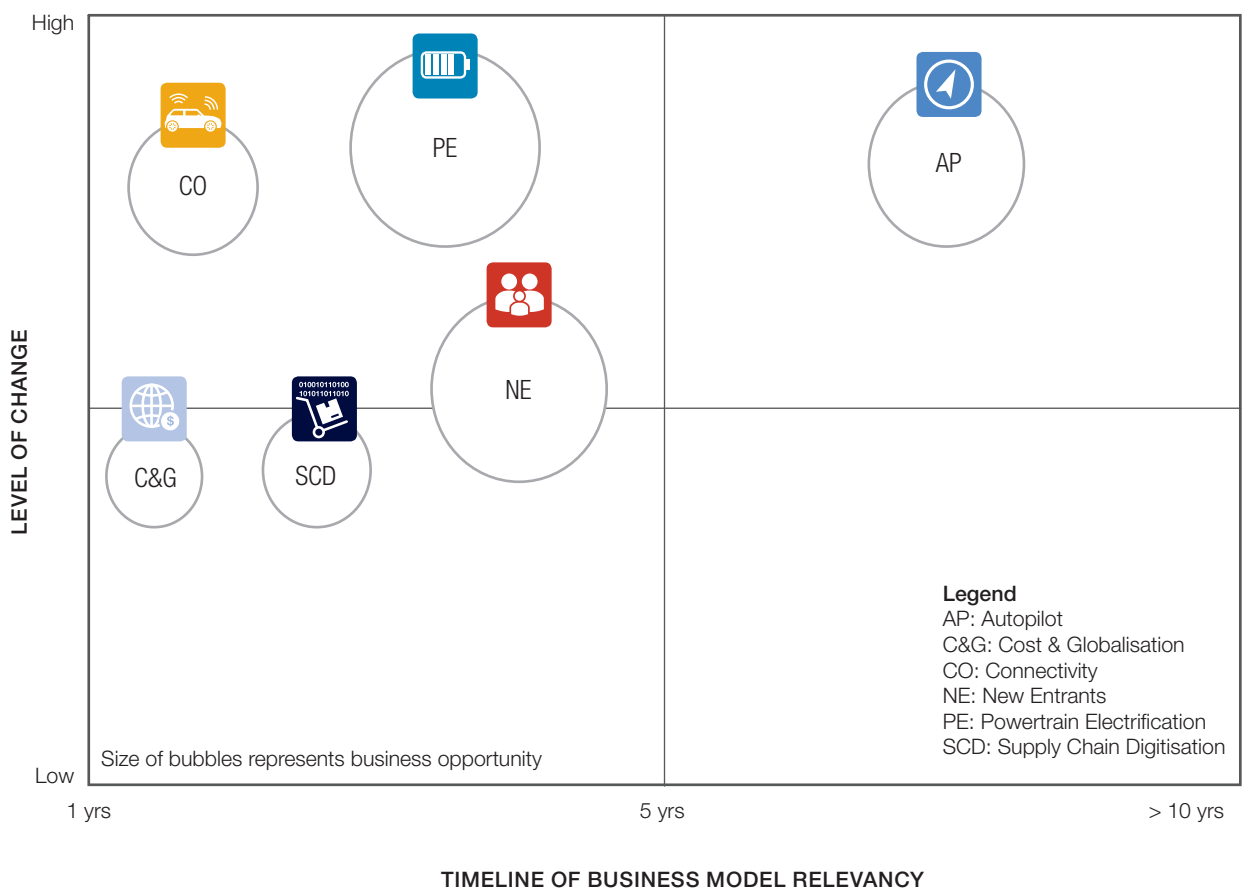 High
CO
PE
AP
NE
$
010010110100
101011011010
C&G
SCD
LEVEL OF CHANGE
Legend
AP: Autopilot
C&G: Cost & Globalisation
CO: Connectivity
NE: New Entrants
PE: Powertrain Electrification
SCD: Supply Chain Digitisation
Size of bubbles represents business opportunity
Low
1 yrs
5 yrs
> 10 yrs
TIMELINE OF BUSINESS MODEL RELEVANCY